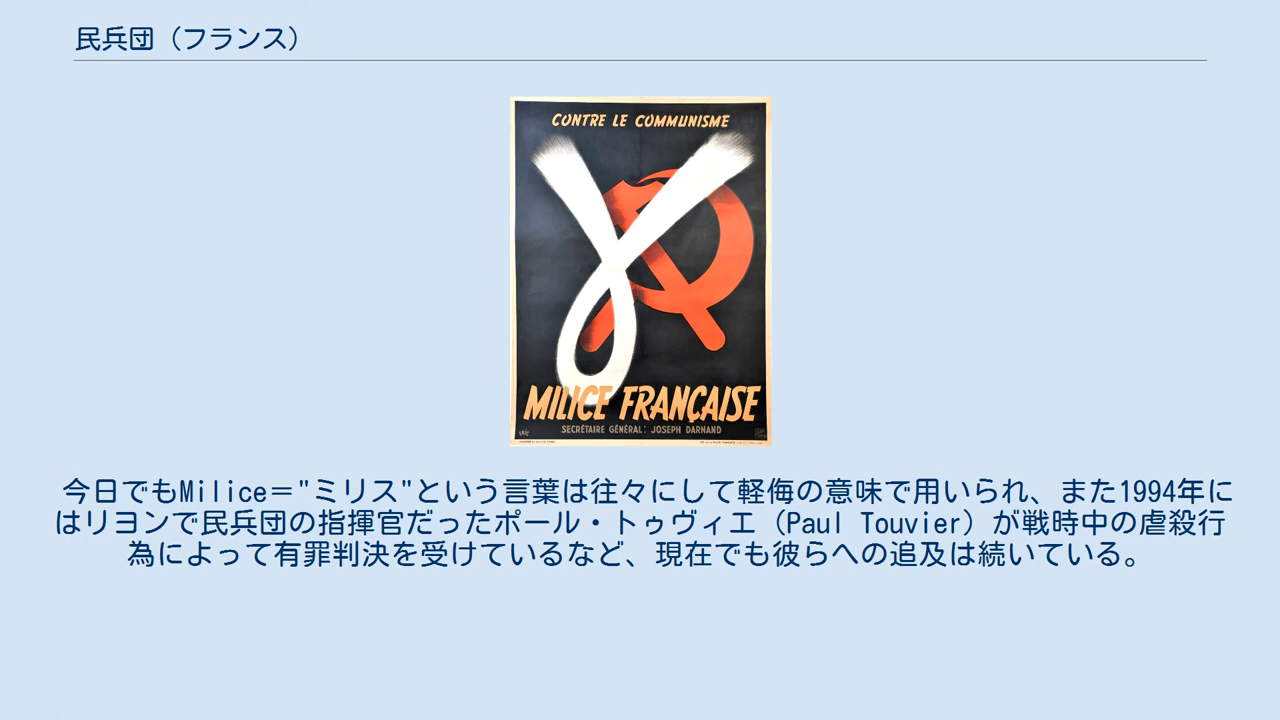 民兵団（フランス）
CONTRE LE COMMUNISME
MILICE FRANÇAISE
SECRÉTAIRE GÉNÉRAL: JOSEPH DARNAND
今日でもMilice＝"ミリス"という言葉は往々にして軽侮の意味で用いられ、また1994年に
はリヨンで民兵団の指揮官だったポール・トゥヴィエ（Paul Touvier）が戦時中の虐殺行
為によって有罪判決を受けているなど、現在でも彼らへの追及は続いている。